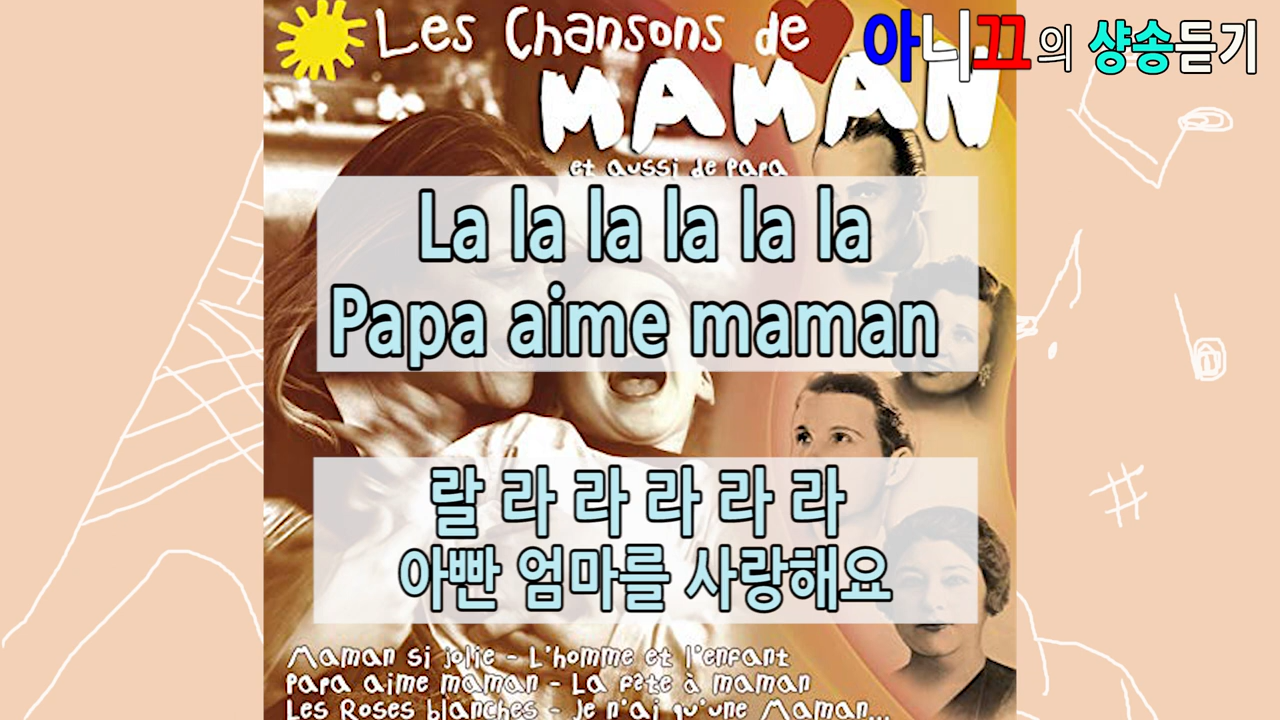 Les Chansons de
MAMAN
et aussi de papa
아니끄의 샹송듣기
La la la la la la
Papa aime maman
랄 라 라 라 라 라
아빤 엄마를 사랑해요
Maman si jolie - L'homme et l'enfant
Papa aime maman - La fête à maman
Les Roses blanches - Je n'ai qu'une Maman...